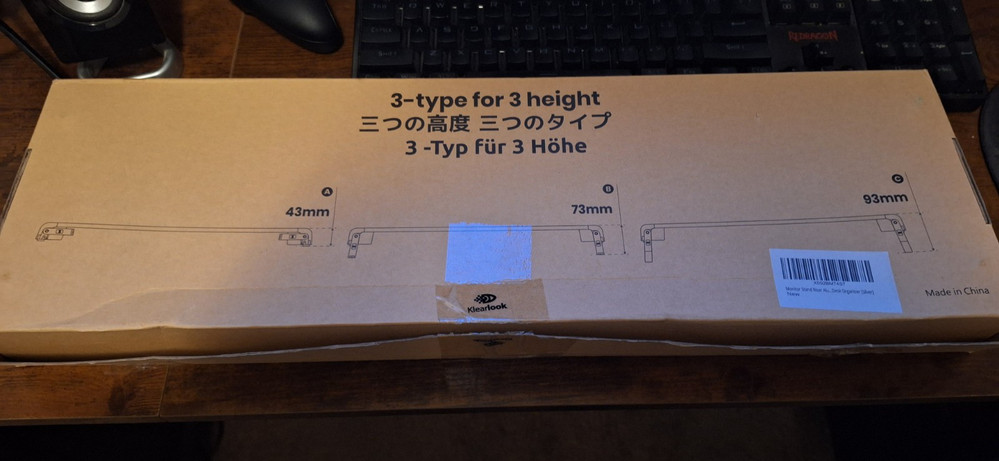 REDRAGON
3-type for 3 height
三つの高度 三つのタイプ
3 -Typ für 3 Höhe
A
43mm
B
73mm
C
93mm
Klearlook
Made in China